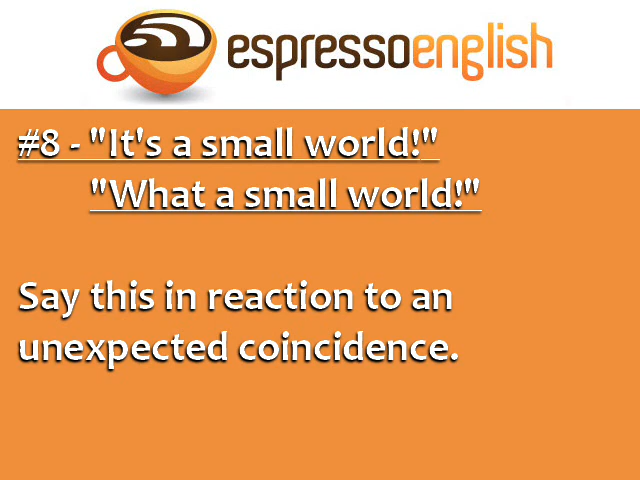 espressoenglish
#8 - "It's a small world!"
"What a small world!"
Say this in reaction to an
unexpected coincidence.